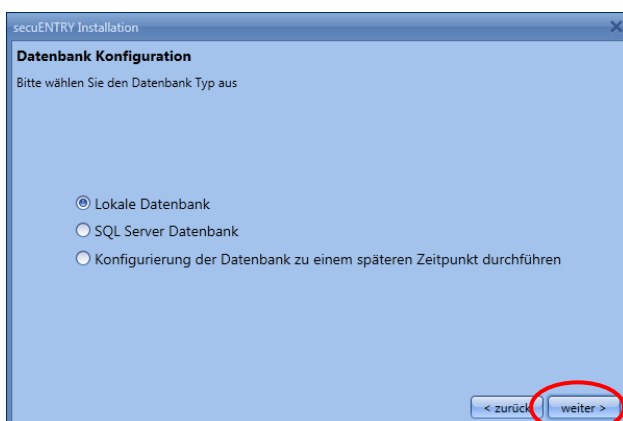 secuENTRY Installation
Datenbank Konfiguration
Bitte wählen Sie den Datenbank Typ aus
Lokale Datenbank
SQL Server Datenbank
Konfigurierung der Datenbank zu einem späteren Zeitpunkt durchführen
< zurück
weiter >